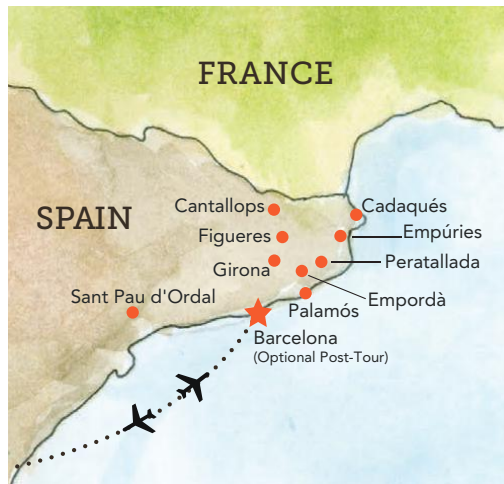 FRANCE
SPAIN
Cantallops
Cadaqués
Figueres
Empúries
Girona
Peratallada
Empordà
Sant Pau d'Ordal
Palamós
Barcelona
(Optional Post-Tour)